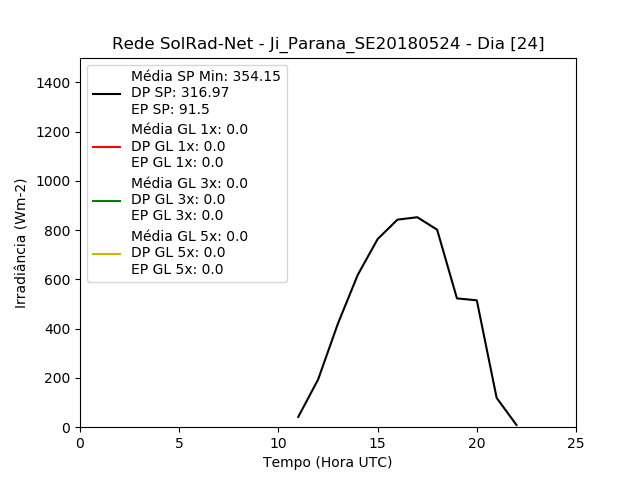 Rede SolRad-Net - Ji_Parana_SE20180524 - Dia [24]
Média SP Min: 354.15
DP SP: 316.97
EP SP: 91.5
Média GL 1x: 0.0
DP GL 1x: 0.0
EP GL 1x: 0.0
Média GL 3x: 0.0
DP GL 3x: 0.0
EP GL 3x: 0.0
Média GL 5x: 0.0
DP GL 5x: 0.0
EP GL 5x: 0.0
Irradiância (Wm-2)
1400
1200
1000
800
600
400
200
0
0 5 10 15 20 25
Tempo (Hora UTC)